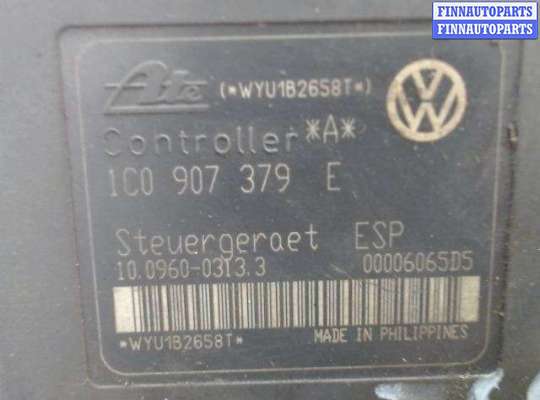 FINNAUTOPARTS
FINNAUTOPARTS
Ate (*WYU1B2658T*)
Controller *A*
1C0 907 379 E
Steuergeraet ESP
10.0960-0313.3 00006065D5
*WYU1B2658T* MADE IN PHILIPPINES